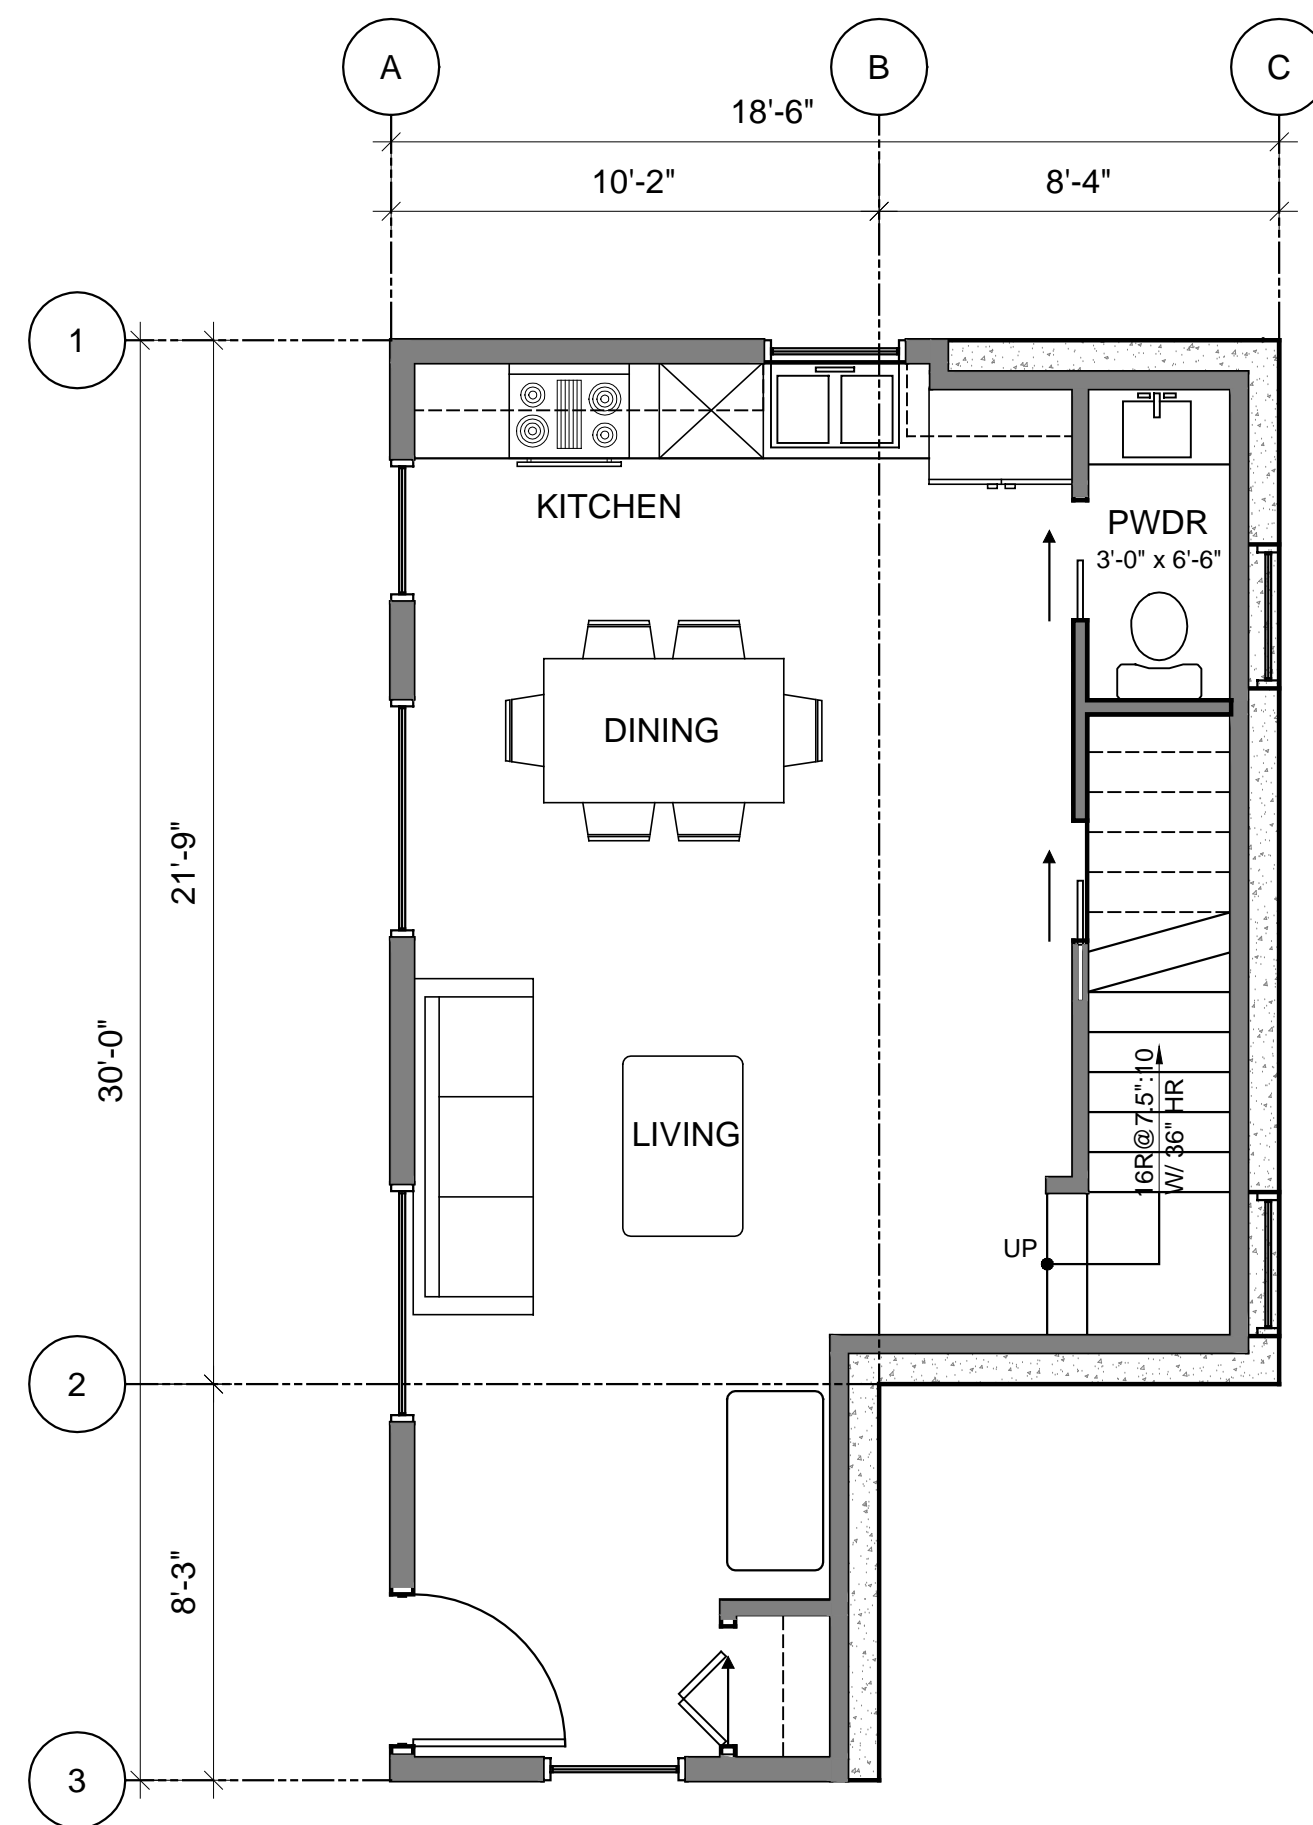 A
B
C
18'-6"
10'-2"
8'-4"
1
KITCHEN
PWDR
3'-0" x 6'-6"
DINING
21'-9"
30'-0"
16R@7.5":10
W/ 36" HR
LIVING
UP
2
8'-3"
3